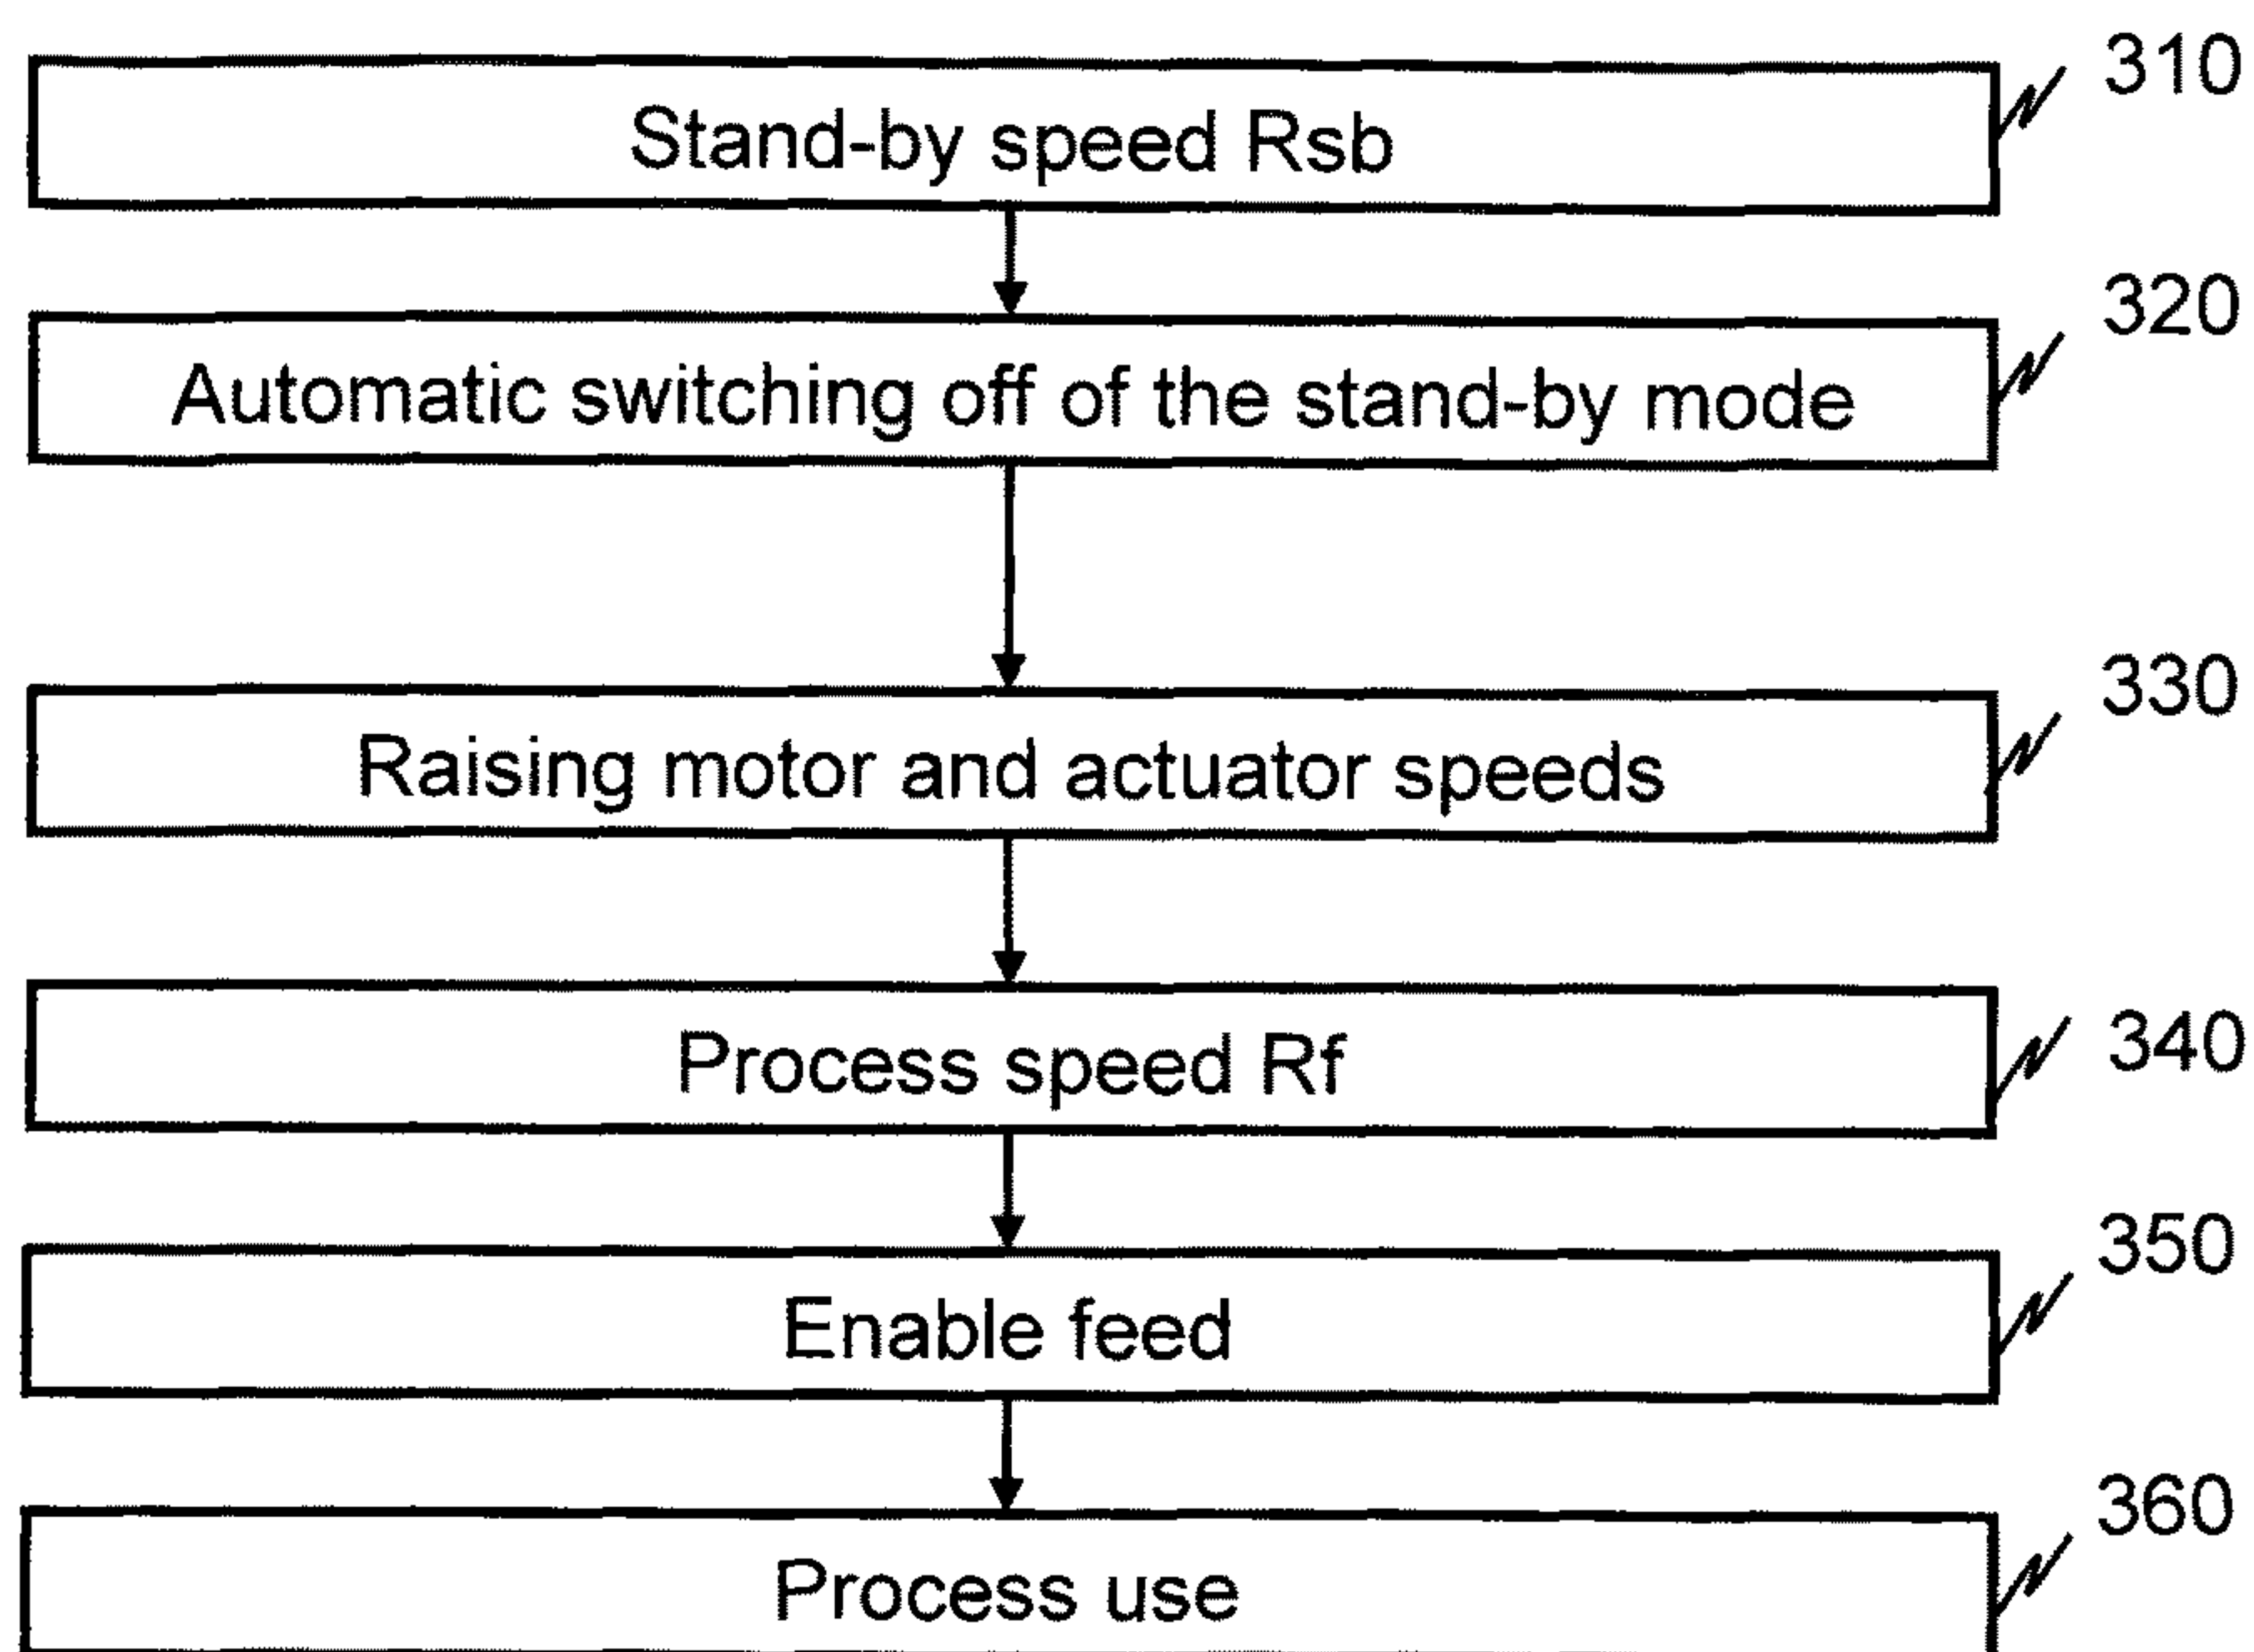 310
Stand-by speed Rsb
320
Automatic switching off of the stand-by mode
330
Raising motor and actuator speeds
340
Process speed Rf
350
Enable feed
360
Process use